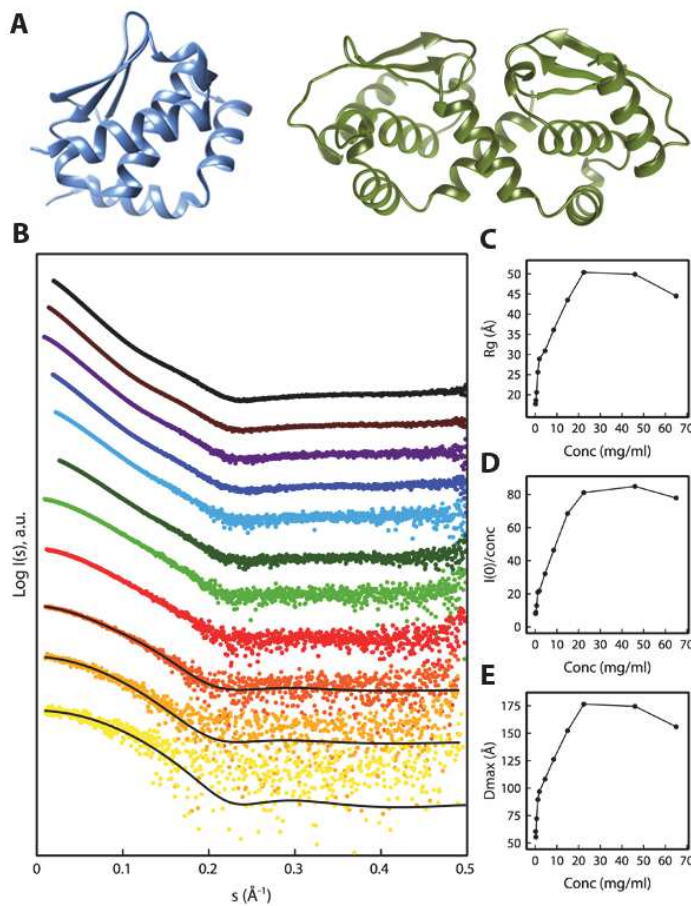 A
B
Log I(s), a.u.
0
0.1
0.2
0.3
0.4
0.5
s (Å⁻¹)
C
Rg (Å)
50
45
40
35
30
25
20
0 10 20 30 40 50 60 70
Conc (mg/ml)
D
I(0)/conc
80
60
40
20
0
0 10 20 30 40 50 60 70
Conc (mg/ml)
E
Dmax (Å)
175
150
125
100
75
50
0 10 20 30 40 50 60 70
Conc (mg/ml)